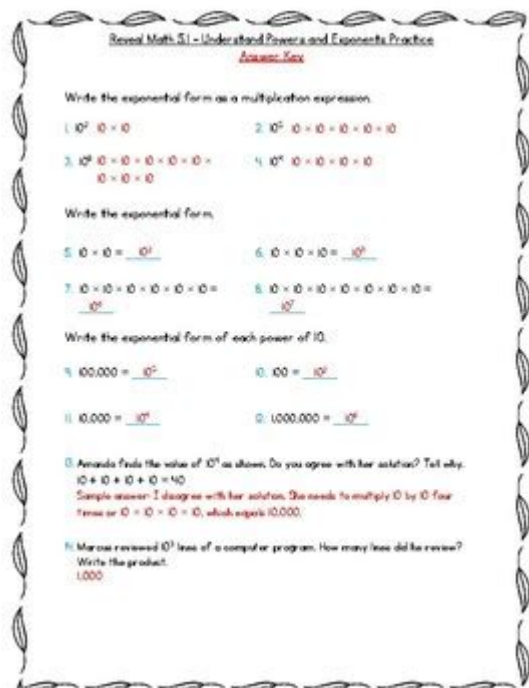 Reveal Math 5.1 - Understand Powers and Exponents Practice
Answer Key
Write the exponential form as a multiplication expression.
1. 10² 10 × 10
2. 10⁵ 10 × 10 × 10 × 10 × 10
3. 10⁸ 10 × 10 × 10 × 10 × 10 ×
10 × 10 × 10
4. 10⁴ 10 × 10 × 10 × 10
Write the exponential form.
5. 10 × 10 = 10²
6. 10 × 10 × 10 = 10³
7. 10 × 10 × 10 × 10 × 10 × 10 =
10⁶
8. 10 × 10 × 10 × 10 × 10 × 10 × 10 =
10⁷
Write the exponential form of each power of 10.
9. 100,000 = 10⁵
10. 100 = 10²
11. 10,000 = 10⁴
12. 1,000,000 = 10⁶
13. Amanda finds the value of 10⁴ as shown. Do you agree with her solution? Tell why.
10 + 10 + 10 + 10 = 40
Sample answer: I disagree with her solution. She needs to multiply 10 by 10 four
times or 10 × 10 × 10 × 10, which equals 10,000.
14. Marcus reviewed 10³ lines of a computer program. How many lines did he review?
Write the product.
1,000